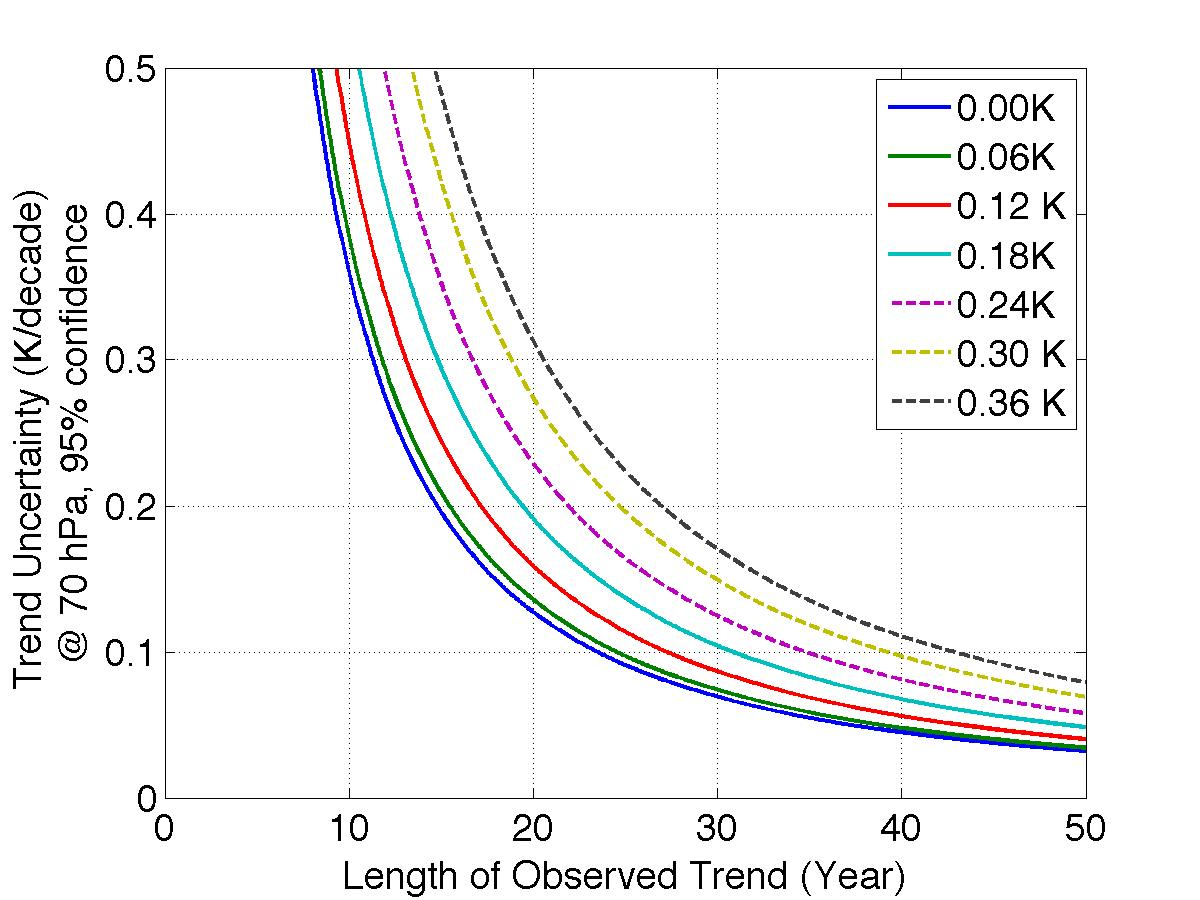 Trend Uncertainty (K/decade)
@ 70 hPa, 95% confidence
0.5
0.4
0.3
0.2
0.1
0
0 10 20 30 40 50
Length of Observed Trend (Year)
0.00K
0.06K
0.12 K
0.18K
0.24K
0.30 K
0.36 K